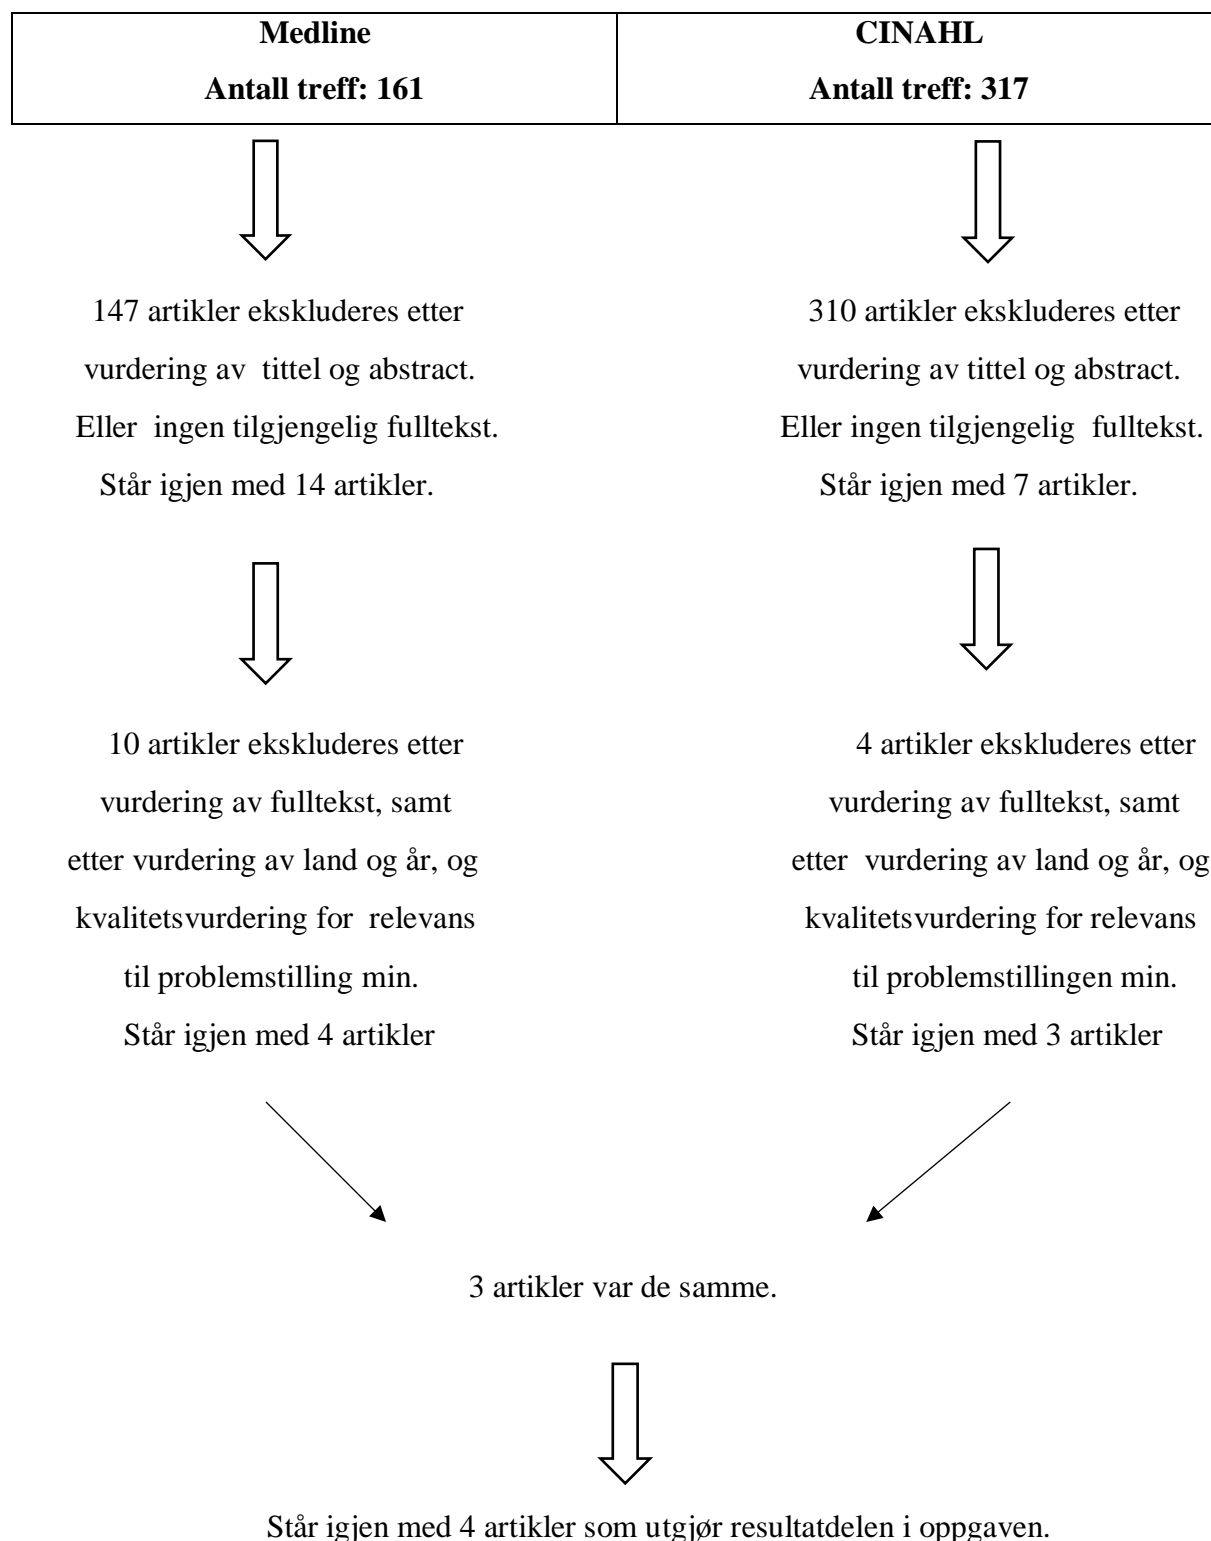 Medline
Antall treff: 161
CINAHL
Antall treff: 317
147 artikler ekskluderes etter
vurdering av tittel og abstract.
Eller ingen tilgjengelig fulltekst.
Står igjen med 14 artikler.
310 artikler ekskluderes etter
vurdering av tittel og abstract.
Eller ingen tilgjengelig fulltekst.
Står igjen med 7 artikler.
10 artikler ekskluderes etter
vurdering av fulltekst, samt
etter vurdering av land og år, og
kvalitetsvurdering for relevans
til problemstilling min.
Står igjen med 4 artikler
4 artikler ekskluderes etter
vurdering av fulltekst, samt
etter vurdering av land og år, og
kvalitetsvurdering for relevans
til problemstillingen min.
Står igjen med 3 artikler
3 artikler var de samme.
Står igjen med 4 artikler som utgjør resultatdelen i oppgaven.